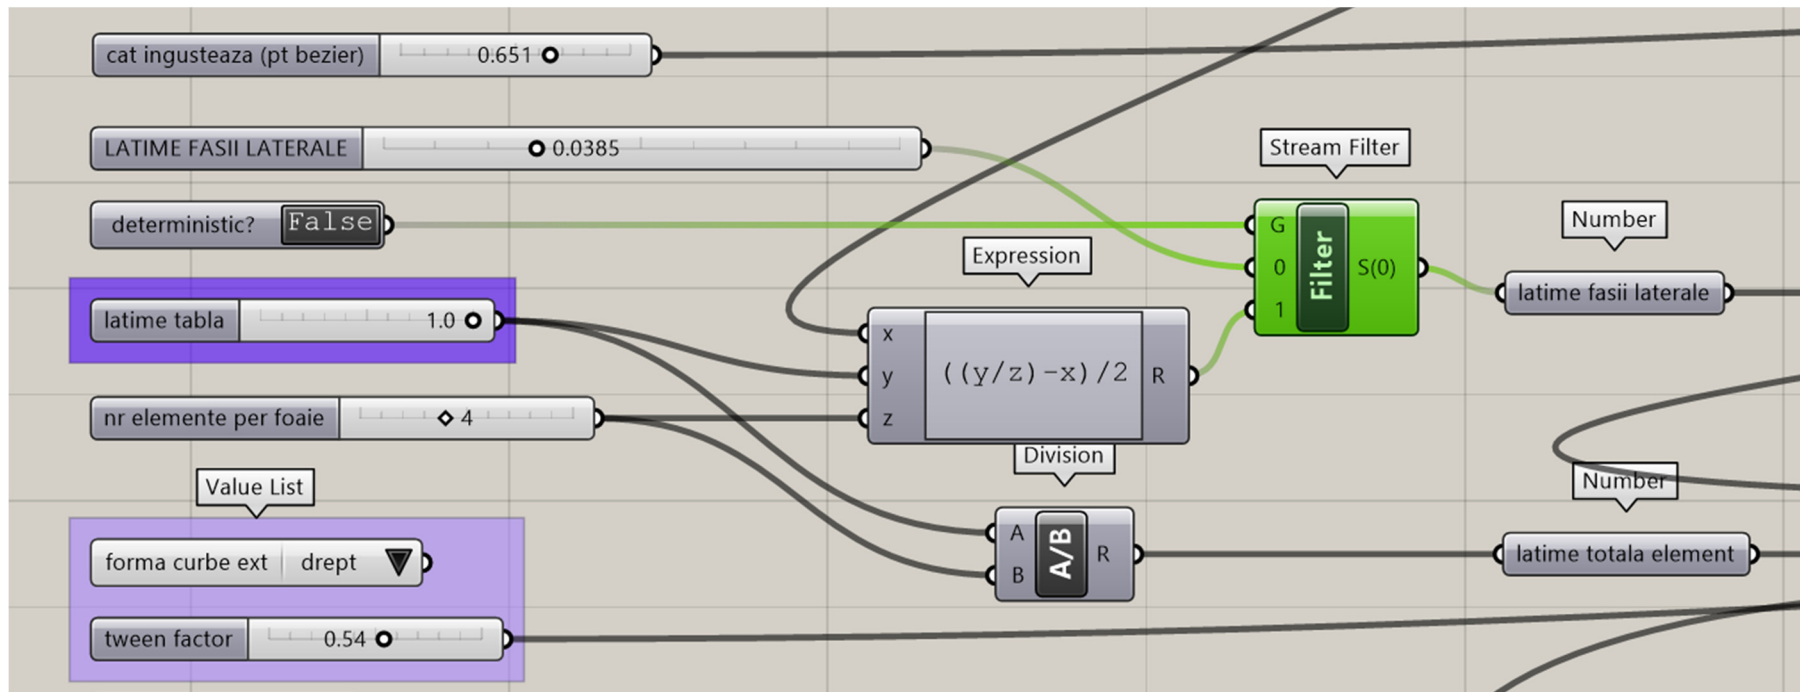 cat ingusteaza (pt bezier) 0.651
LATIME FASII LATERALE 0.0385
Stream Filter
deterministic? False
G
0
1
Filter
S(0)
Number
latime fasii laterale
Expression
latime tabla 1.0
x
y
z
((y/z)-x)/2
R
nr elemente per foaie 4
Division
Value List
Number
forma curbe ext drept
A
B
A/B
R
latime totala element
tween factor 0.54